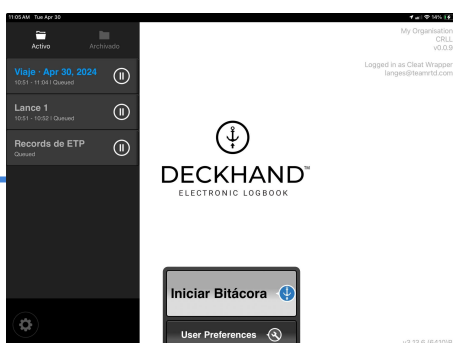 11:05 AM Tue Apr 30
14%
Activo
Archivado
Viaje · Apr 30, 2024
10:51 - 11:04 | Queued
Lance 1
10:51 - 10:52 | Queued
Records de ETP
Queued
My Organisation
CRLL
v0.0.9
Logged in as Cleat Wrapper
langes@teamrtd.com
DECKHAND™
ELECTRONIC LOGBOOK
Iniciar Bitácora
User Preferences